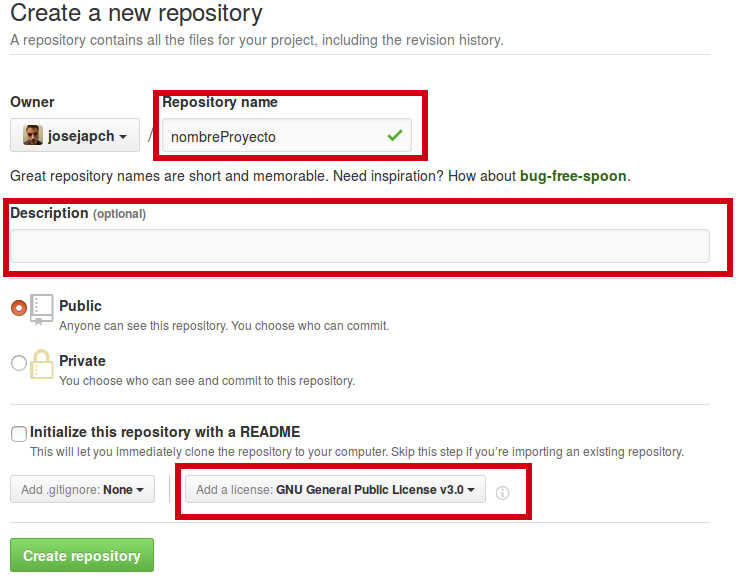 Create a new repository
A repository contains all the files for your project, including the revision history.
Owner
Repository name
josejapch
/
nombreProyecto
Great repository names are short and memorable. Need inspiration? How about bug-free-spoon.
Description (optional)
Public
Anyone can see this repository. You choose who can commit.
Private
You choose who can see and commit to this repository.
Initialize this repository with a README
This will let you immediately clone the repository to your computer. Skip this step if you're importing an existing repository.
Add .gitignore: None
Add a license: GNU General Public License v3.0
Create repository